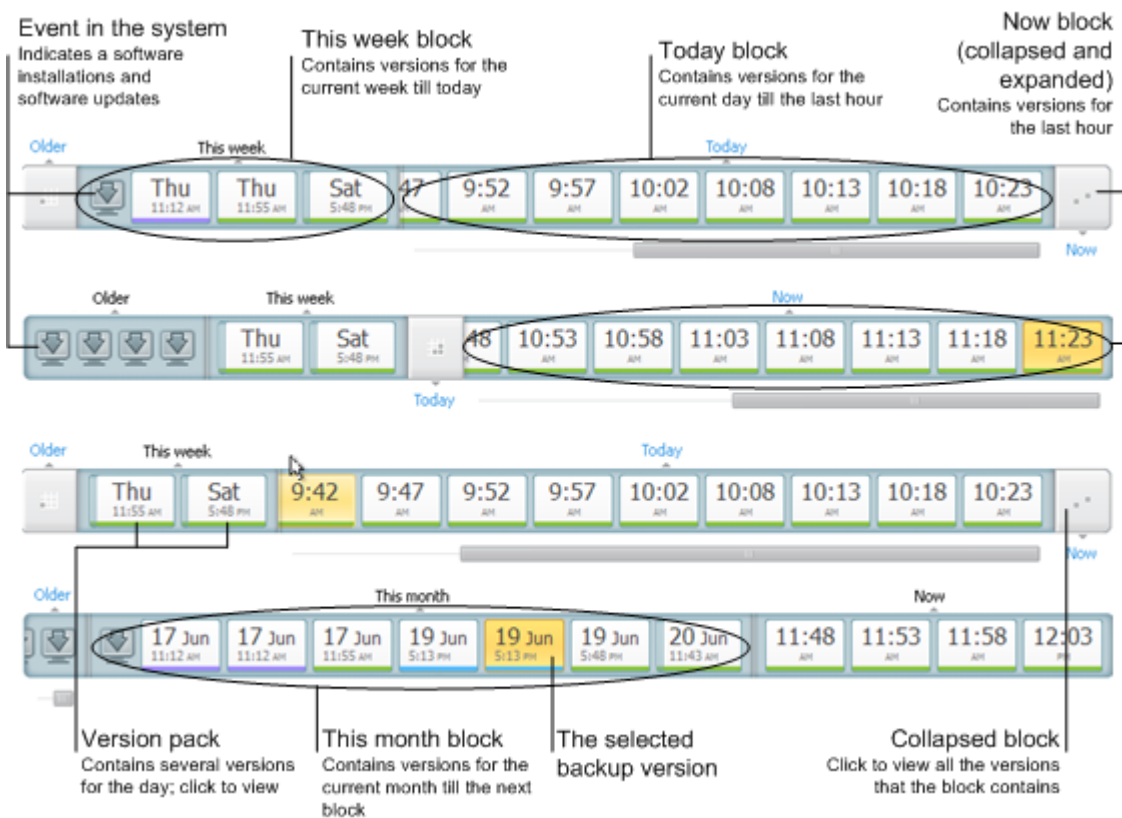 Event in the system
Indicates a software
installations and
software updates
This week block
Contains versions for the
current week till today
Today block
Contains versions for the
current day till the last hour
Now block
(collapsed and
expanded)
Contains versions for
the last hour
Older
This week
Today
Thu
11:12 AM
Thu
11:55 AM
Sat
5:48 PM
47
9:52
AM
9:57
AM
10:02
AM
10:08
AM
10:13
AM
10:18
AM
10:23
AM
Now
Older
This week
Now
Thu
11:55 AM
Sat
5:48 PM
48
10:53
AM
10:58
AM
11:03
AM
11:08
AM
11:13
AM
11:18
AM
11:23
AM
Today
Older
This week
Today
Thu
11:55 AM
Sat
5:48 PM
9:42
AM
9:47
AM
9:52
AM
9:57
AM
10:02
AM
10:08
AM
10:13
AM
10:18
AM
10:23
AM
Now
Older
This month
Now
17 Jun
11:12 AM
17 Jun
11:12 AM
17 Jun
11:55 AM
19 Jun
5:13 PM
19 Jun
5:13 PM
19 Jun
5:48 PM
20 Jun
11:43 AM
11:48
AM
11:53
AM
11:58
AM
12:03
PM
Version pack
Contains several versions
for the day; click to view
This month block
Contains versions for the
current month till the next
block
The selected
backup version
Collapsed block
Click to view all the versions
that the block contains